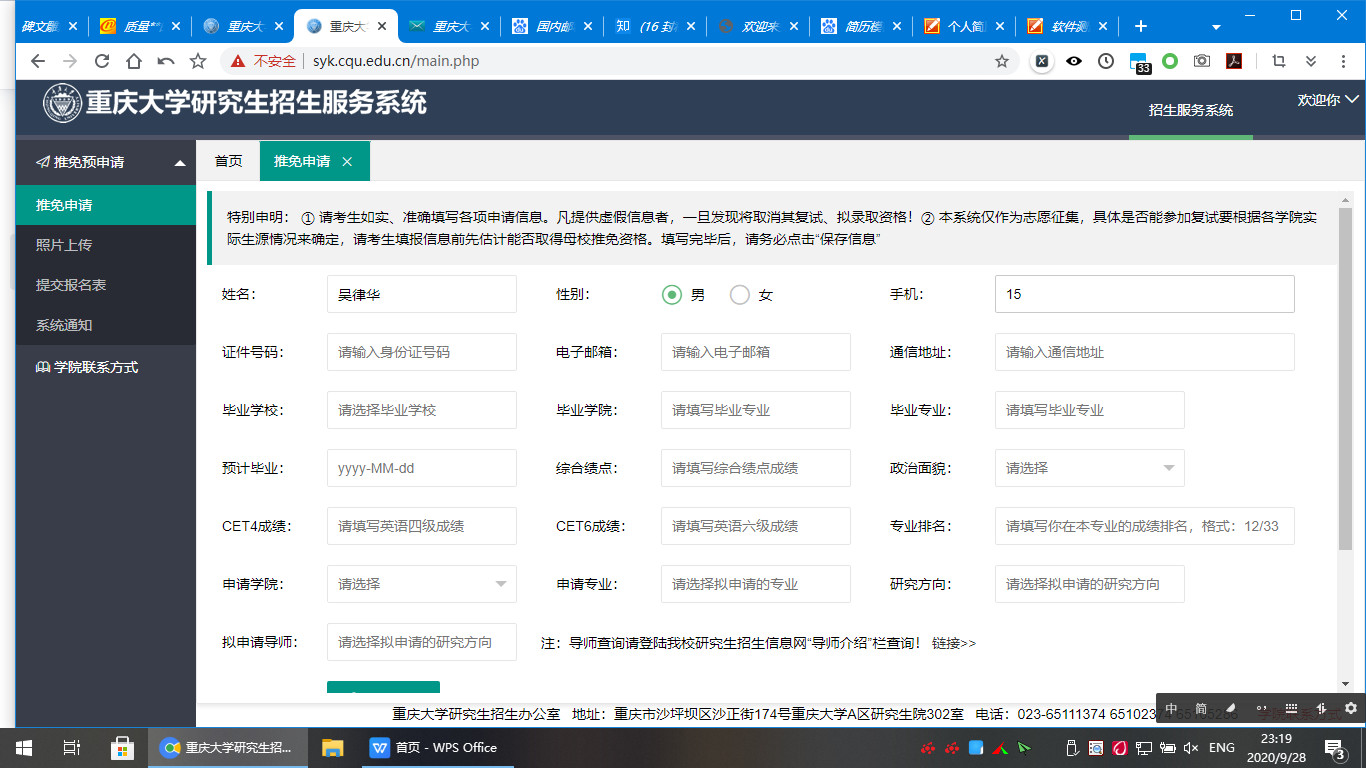 碑文聽
质量**
重庆大
重庆大
重庆大
国内邮
知 (16 封
欢迎来
简历模
个人简
软件测
不安全 syk.cqu.edu.cn/main.php
33
重庆大学研究生招生服务系统
招生服务系统
欢迎你
推免预申请
推免申请
照片上传
提交报名表
系统通知
学院联系方式
首页 推免申请
特别申明： ① 请考生如实、准确填写各项申请信息。凡提供虚假信息者，一旦发现将取消其复试、拟录取资格！② 本系统仅作为志愿征集，具体是否能参加复试要根据各学院实
际生源情况来确定，请考生填报信息前先估计能否取得母校推免资格。填写完毕后，请务必点击“保存信息”
姓名： 吴律华 性别： 男 女 手机： 15
证件号码： 请输入身份证号码 电子邮箱： 请输入电子邮箱 通信地址： 请输入通信地址
毕业学校： 请选择毕业学校 毕业学院： 请填写毕业专业 毕业专业： 请填写毕业专业
预计毕业： yyyy-MM-dd 综合绩点： 请填写综合绩点成绩 政治面貌： 请选择
CET4成绩： 请填写英语四级成绩 CET6成绩： 请填写英语六级成绩 专业排名： 请填写你在本专业的成绩排名，格式：12/33
申请学院： 请选择 申请专业： 请选择拟申请的专业 研究方向： 请选择拟申请的研究方向
拟申请导师： 请选择拟申请的研究方向 注：导师查询请登陆我校研究生招生信息网“导师介绍”栏查询！ 链接>>
重庆大学研究生招生办公室 地址：重庆市沙坪坝区沙正街174号重庆大学A区研究生院302室 电话：023-65111374 65102374
学院联系方式
中 简
重庆大学研究生招...
首页 - WPS Office
ENG
23:19
2020/9/28
3